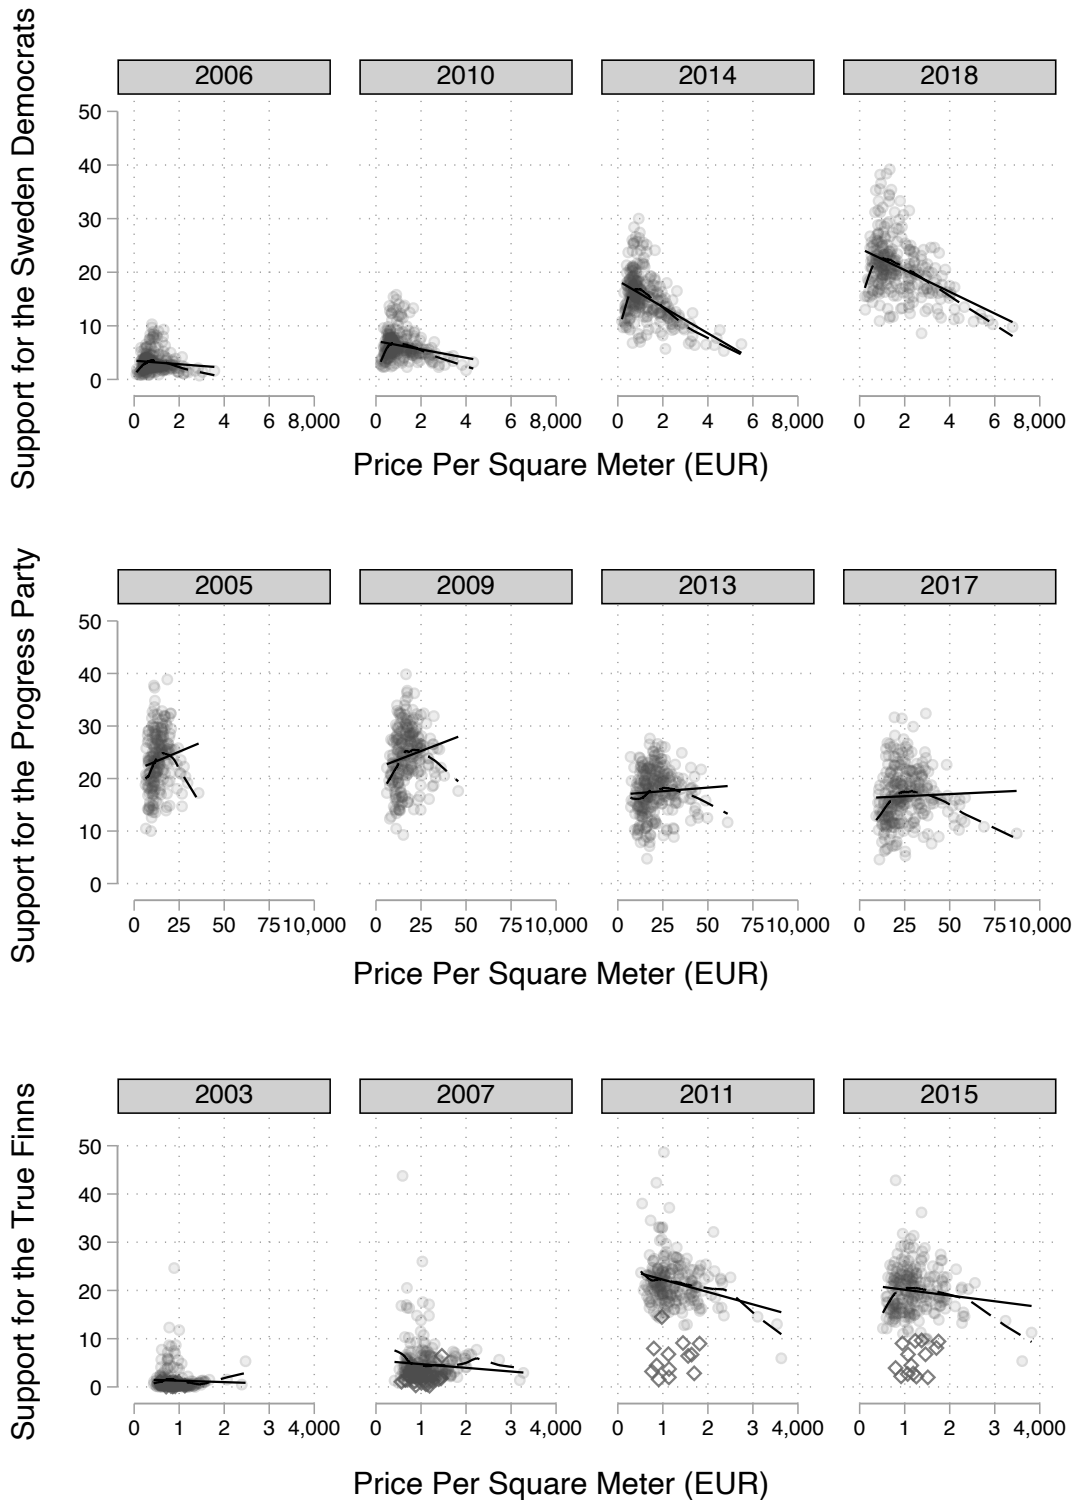 Support for the Sweden Democrats
2006 2010 2014 2018
50
40
30
20
10
0
0 2 4 6 8,000 0 2 4 6 8,000 0 2 4 6 8,000 0 2 4 6 8,000
Price Per Square Meter (EUR)
Support for the Progress Party
2005 2009 2013 2017
50
40
30
20
10
0
0 25 50 7510,000 0 25 50 7510,000 0 25 50 7510,000 0 25 50 7510,000
Price Per Square Meter (EUR)
Support for the True Finns
2003 2007 2011 2015
50
40
30
20
10
0
0 1 2 3 4,000 0 1 2 3 4,000 0 1 2 3 4,000 0 1 2 3 4,000
Price Per Square Meter (EUR)